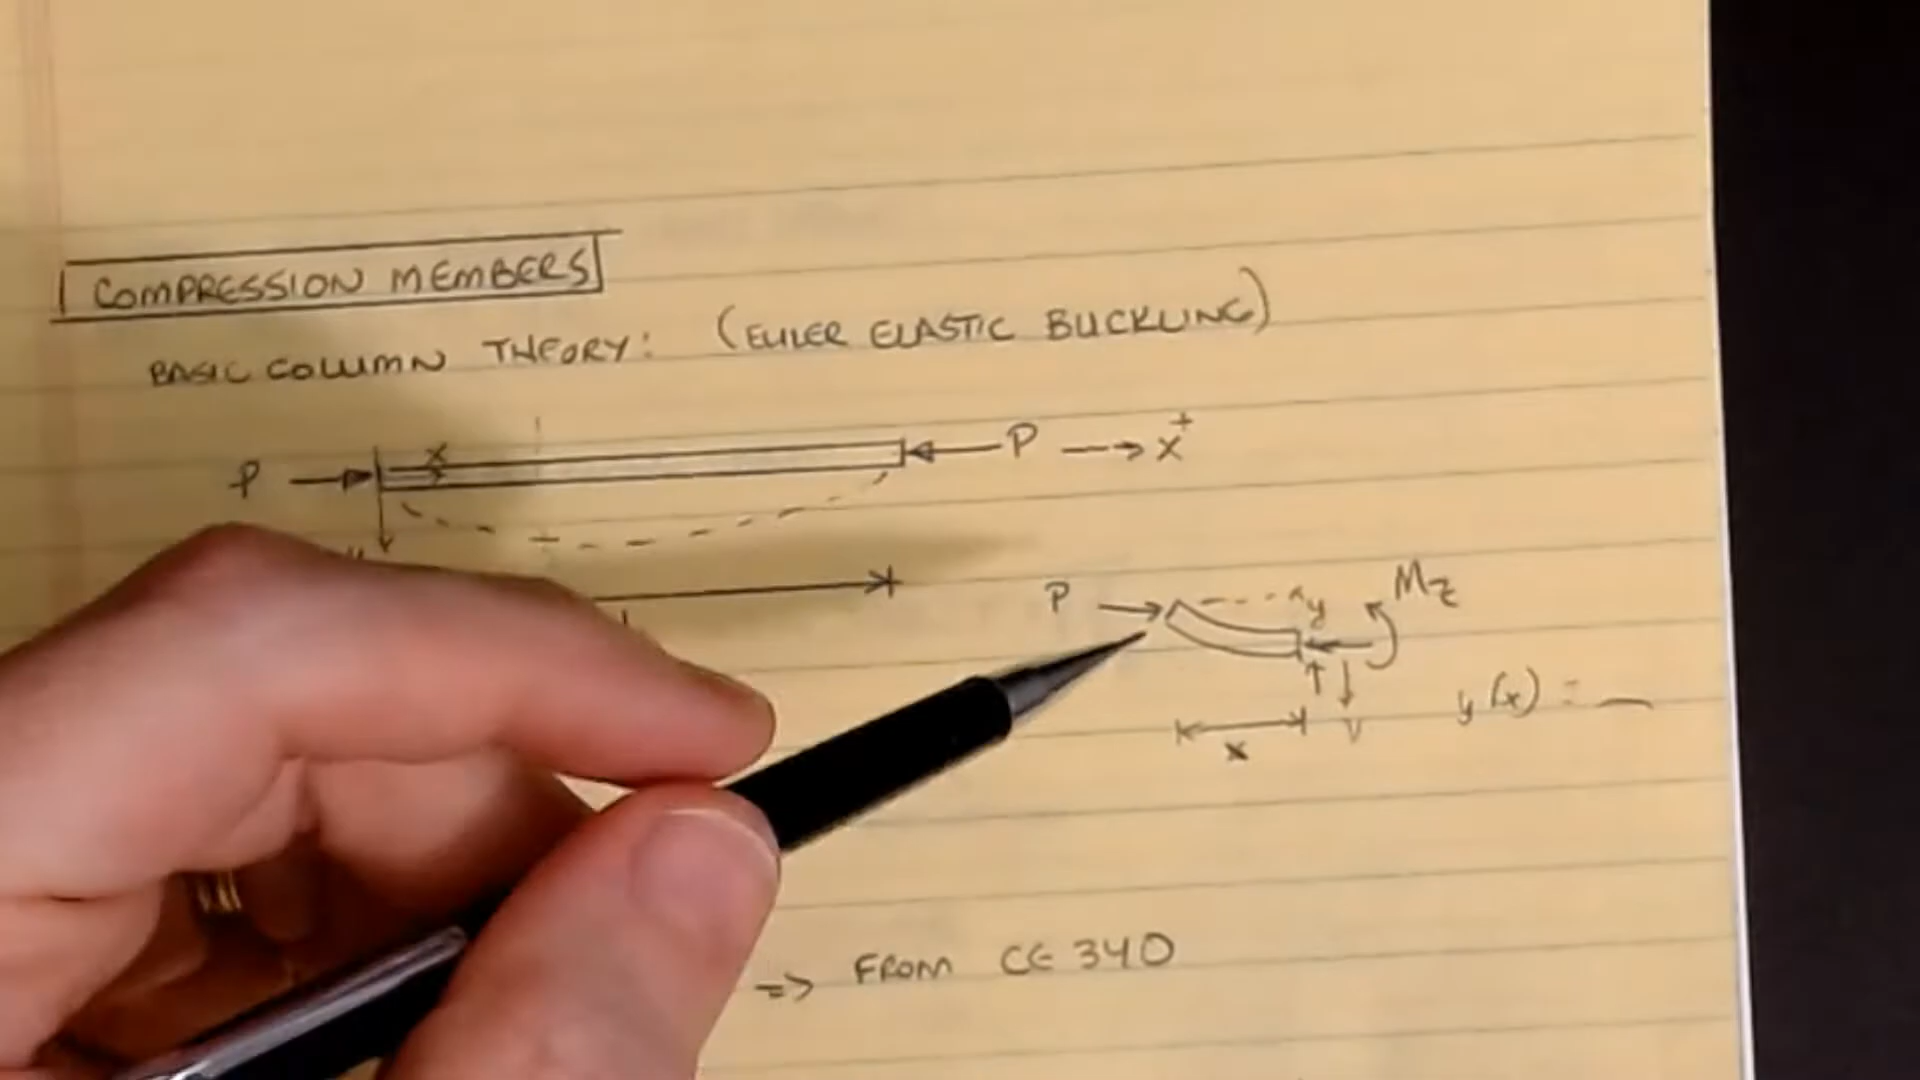 COMPRESSION MEMBERS
BASIC COLUMN THEORY: (EULER ELASTIC BUCKLING)
P x P x+
P y Mz
V y(x) =
x
=> FROM CE 340